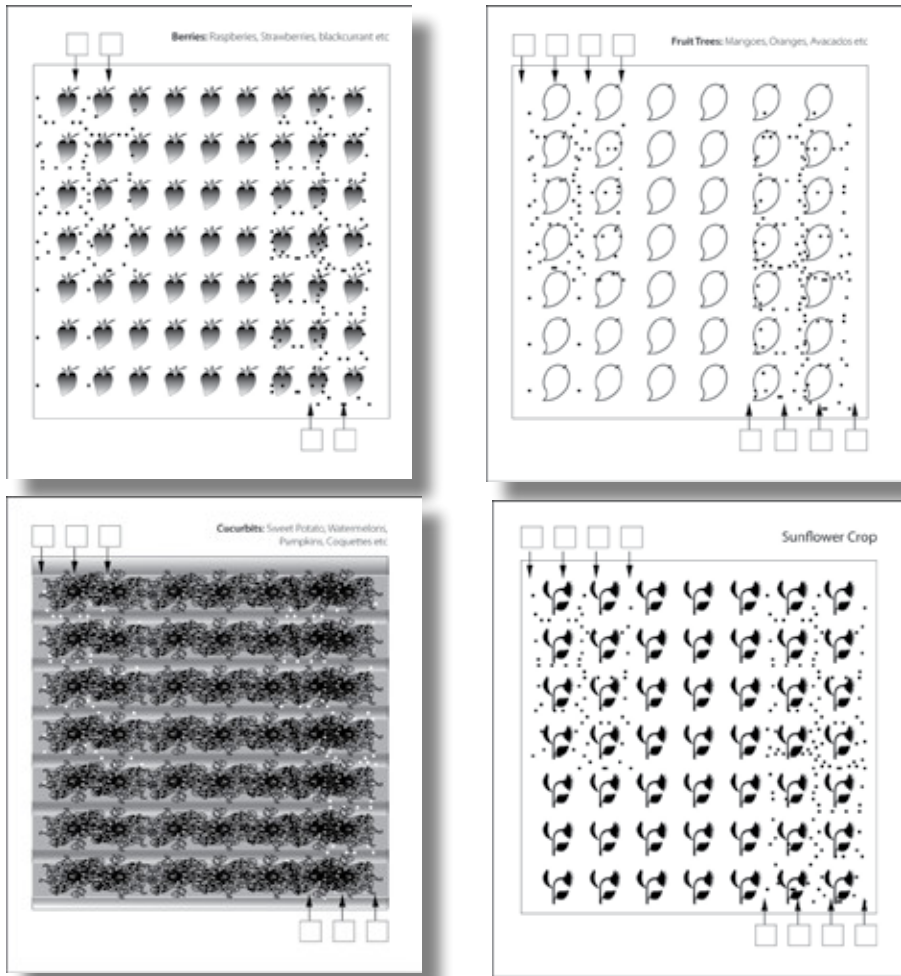 Berries: Raspberies, Strawberries, blackcurrant etc
Fruit Trees: Mangoes, Oranges, Avacados etc
Cucurbits: Sweet Potato, Watermelons,
Pumpkins, Coquettes etc
Sunflower Crop